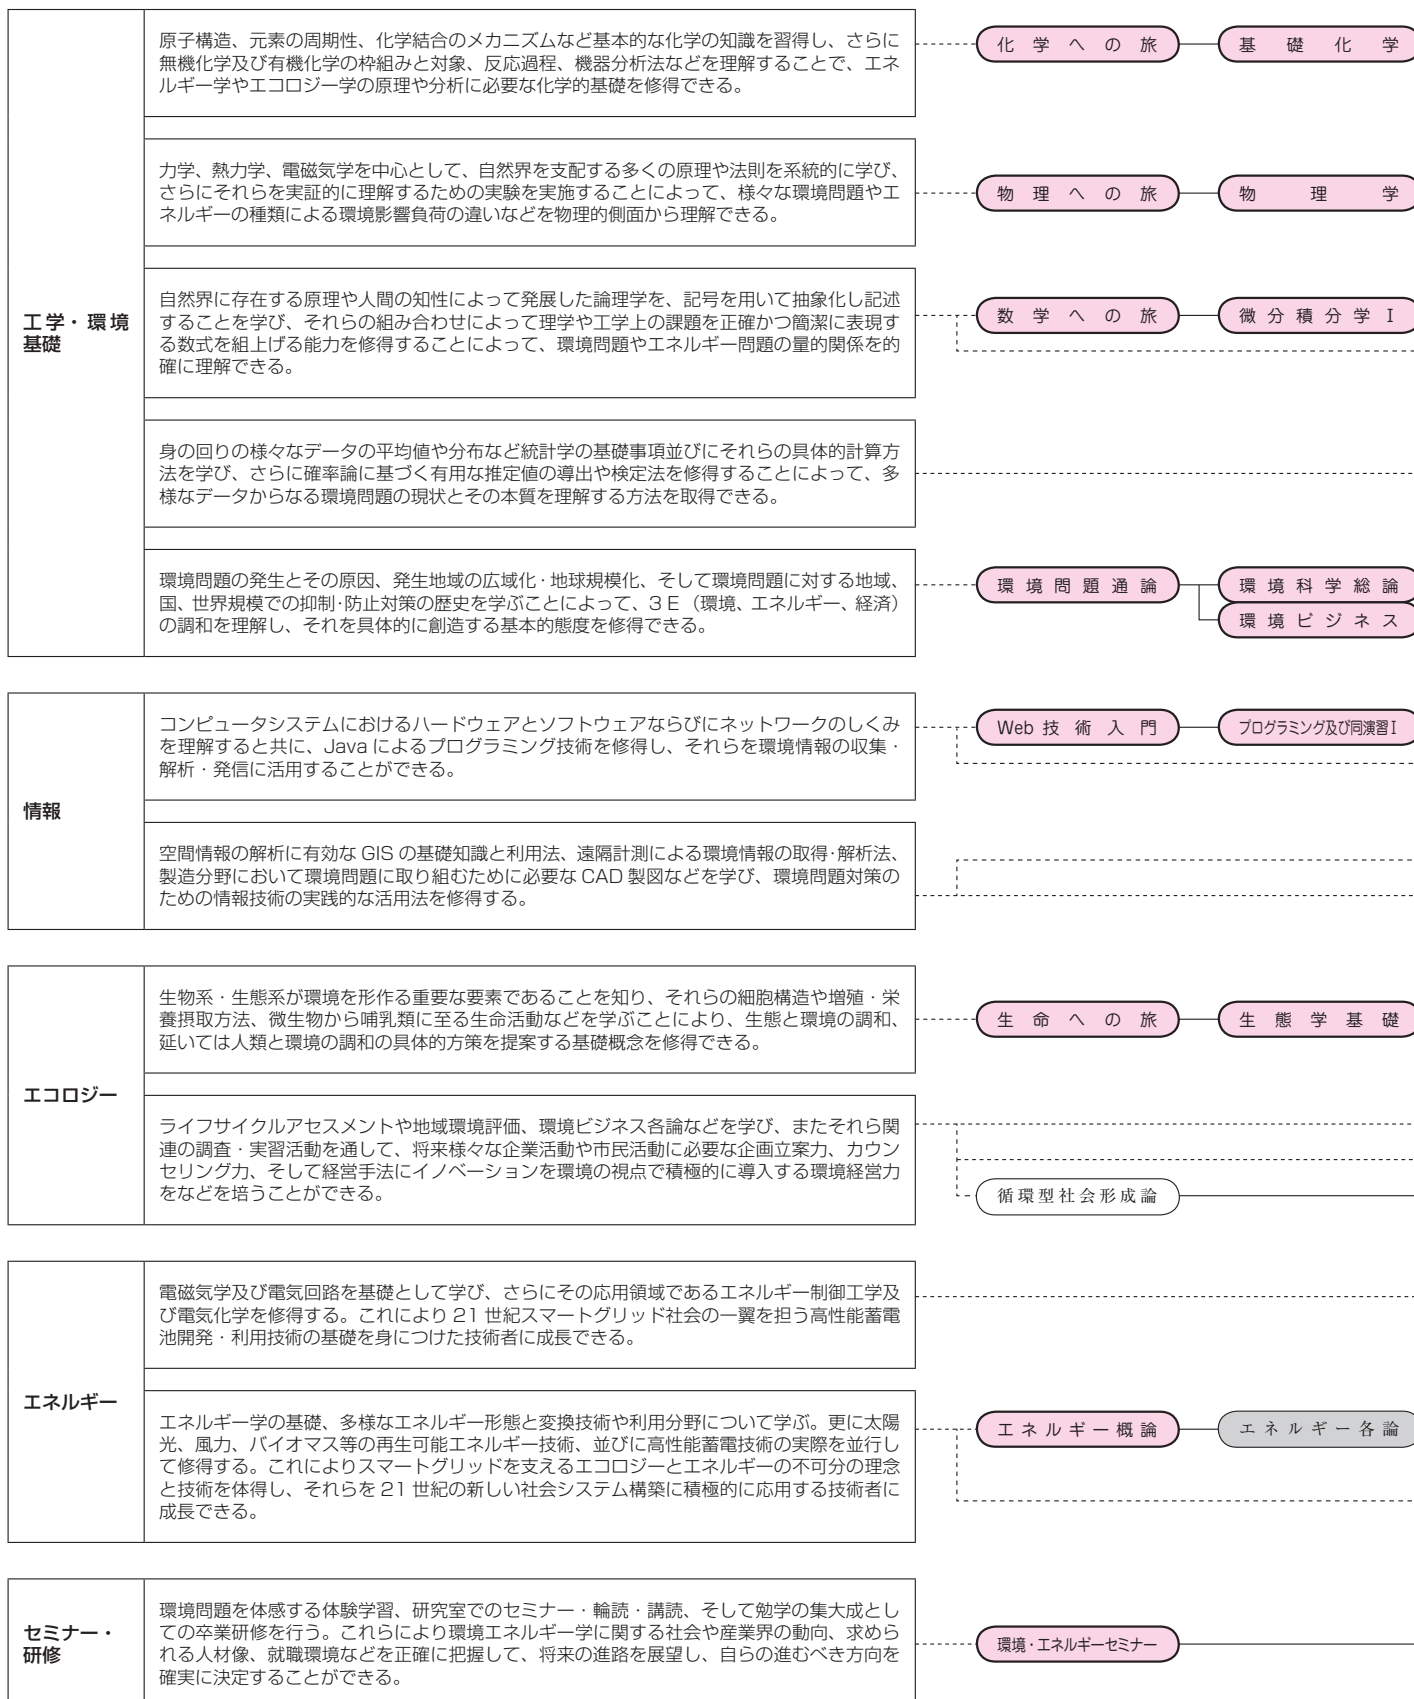 工学・環境
基礎
原子構造、元素の周期性、化学結合のメカニズムなど基本的な化学の知識を習得し、さらに
無機化学及び有機化学の枠組みと対象、反応過程、機器分析法などを理解することで、エネ
ルギー学やエコロジー学の原理や分析に必要な化学的基礎を修得できる。
化学への旅
基礎化学
力学、熱力学、電磁気学を中心として、自然界を支配する多くの原理や法則を系統的に学び、
さらにそれらを実証的に理解するための実験を実施することによって、様々な環境問題やエ
ネルギーの種類による環境影響負荷の違いなどを物理的側面から理解できる。
物理への旅
物理学
自然界に存在する原理や人間の知性によって発展した論理学を、記号を用いて抽象化し記述
することを学び、それらの組み合わせによって理学や工学上の課題を正確かつ簡潔に表現す
る数式を組上げる能力を修得することによって、環境問題やエネルギー問題の量的関係を的
確に理解できる。
数学への旅
微分積分学Ⅰ
身の回りの様々なデータの平均値や分布など統計学の基礎事項並びにそれらの具体的計算方
法を学び、さらに確率論に基づく有用な推定値の導出や検定法を修得することによって、多
様なデータからなる環境問題の現状とその本質を理解する方法を取得できる。
環境問題の発生とその原因、発生地域の広域化・地球規模化、そして環境問題に対する地域、
国、世界規模での抑制・防止対策の歴史を学ぶことによって、3E（環境、エネルギー、経済）
の調和を理解し、それを具体的に創造する基本的態度を修得できる。
環境問題通論
環境科学総論
環境ビジネス
情報
コンピュータシステムにおけるハードウェアとソフトウェアならびにネットワークのしくみ
を理解すると共に、Java によるプログラミング技術を修得し、それらを環境情報の収集・
解析・発信に活用することができる。
Web 技術入門
プログラミング及び同演習Ⅰ
空間情報の解析に有効な GIS の基礎知識と利用法、遠隔計測による環境情報の取得・解析法、
製造分野において環境問題に取り組むために必要な CAD 製図などを学び、環境問題対策の
ための情報技術の実践的な活用法を修得する。
エコロジー
生物系・生態系が環境を形作る重要な要素であることを知り、それらの細胞構造や増殖・栄
養摂取方法、微生物から哺乳類に至る生命活動などを学ぶことにより、生態と環境の調和、
延いては人類と環境の調和の具体的方策を提案する基礎概念を修得できる。
生命への旅
生態学基礎
ライフサイクルアセスメントや地域環境評価、環境ビジネス各論などを学び、またそれら関
連の調査・実習活動を通して、将来様々な企業活動や市民活動に必要な企画立案力、カウン
セリング力、そして経営手法にイノベーションを環境の視点で積極的に導入する環境経営力
をなどを培うことができる。
循環型社会形成論
エネルギー
電磁気学及び電気回路を基礎として学び、さらにその応用領域であるエネルギー制御工学及
び電気化学を修得する。これにより 21 世紀スマートグリッド社会の一翼を担う高性能蓄電
池開発・利用技術の基礎を身につけた技術者に成長できる。
エネルギー学の基礎、多様なエネルギー形態と変換技術や利用分野について学ぶ。更に太陽
光、風力、バイオマス等の再生可能エネルギー技術、並びに高性能蓄電技術の実際を並行し
て修得する。これによりスマートグリッドを支えるエコロジーとエネルギーの不可分の理念
と技術を体得し、それらを 21 世紀の新しい社会システム構築に積極的に応用する技術者に
成長できる。
エネルギー概論
エネルギー各論
セミナー・
研修
環境問題を体感する体験学習、研究室でのセミナー・輪読・講読、そして勉学の集大成とし
ての卒業研修を行う。これらにより環境エネルギー学に関する社会や産業界の動向、求めら
れる人材像、就職環境などを正確に把握して、将来の進路を展望し、自らの進むべき方向を
確実に決定することができる。
環境・エネルギーセミナー